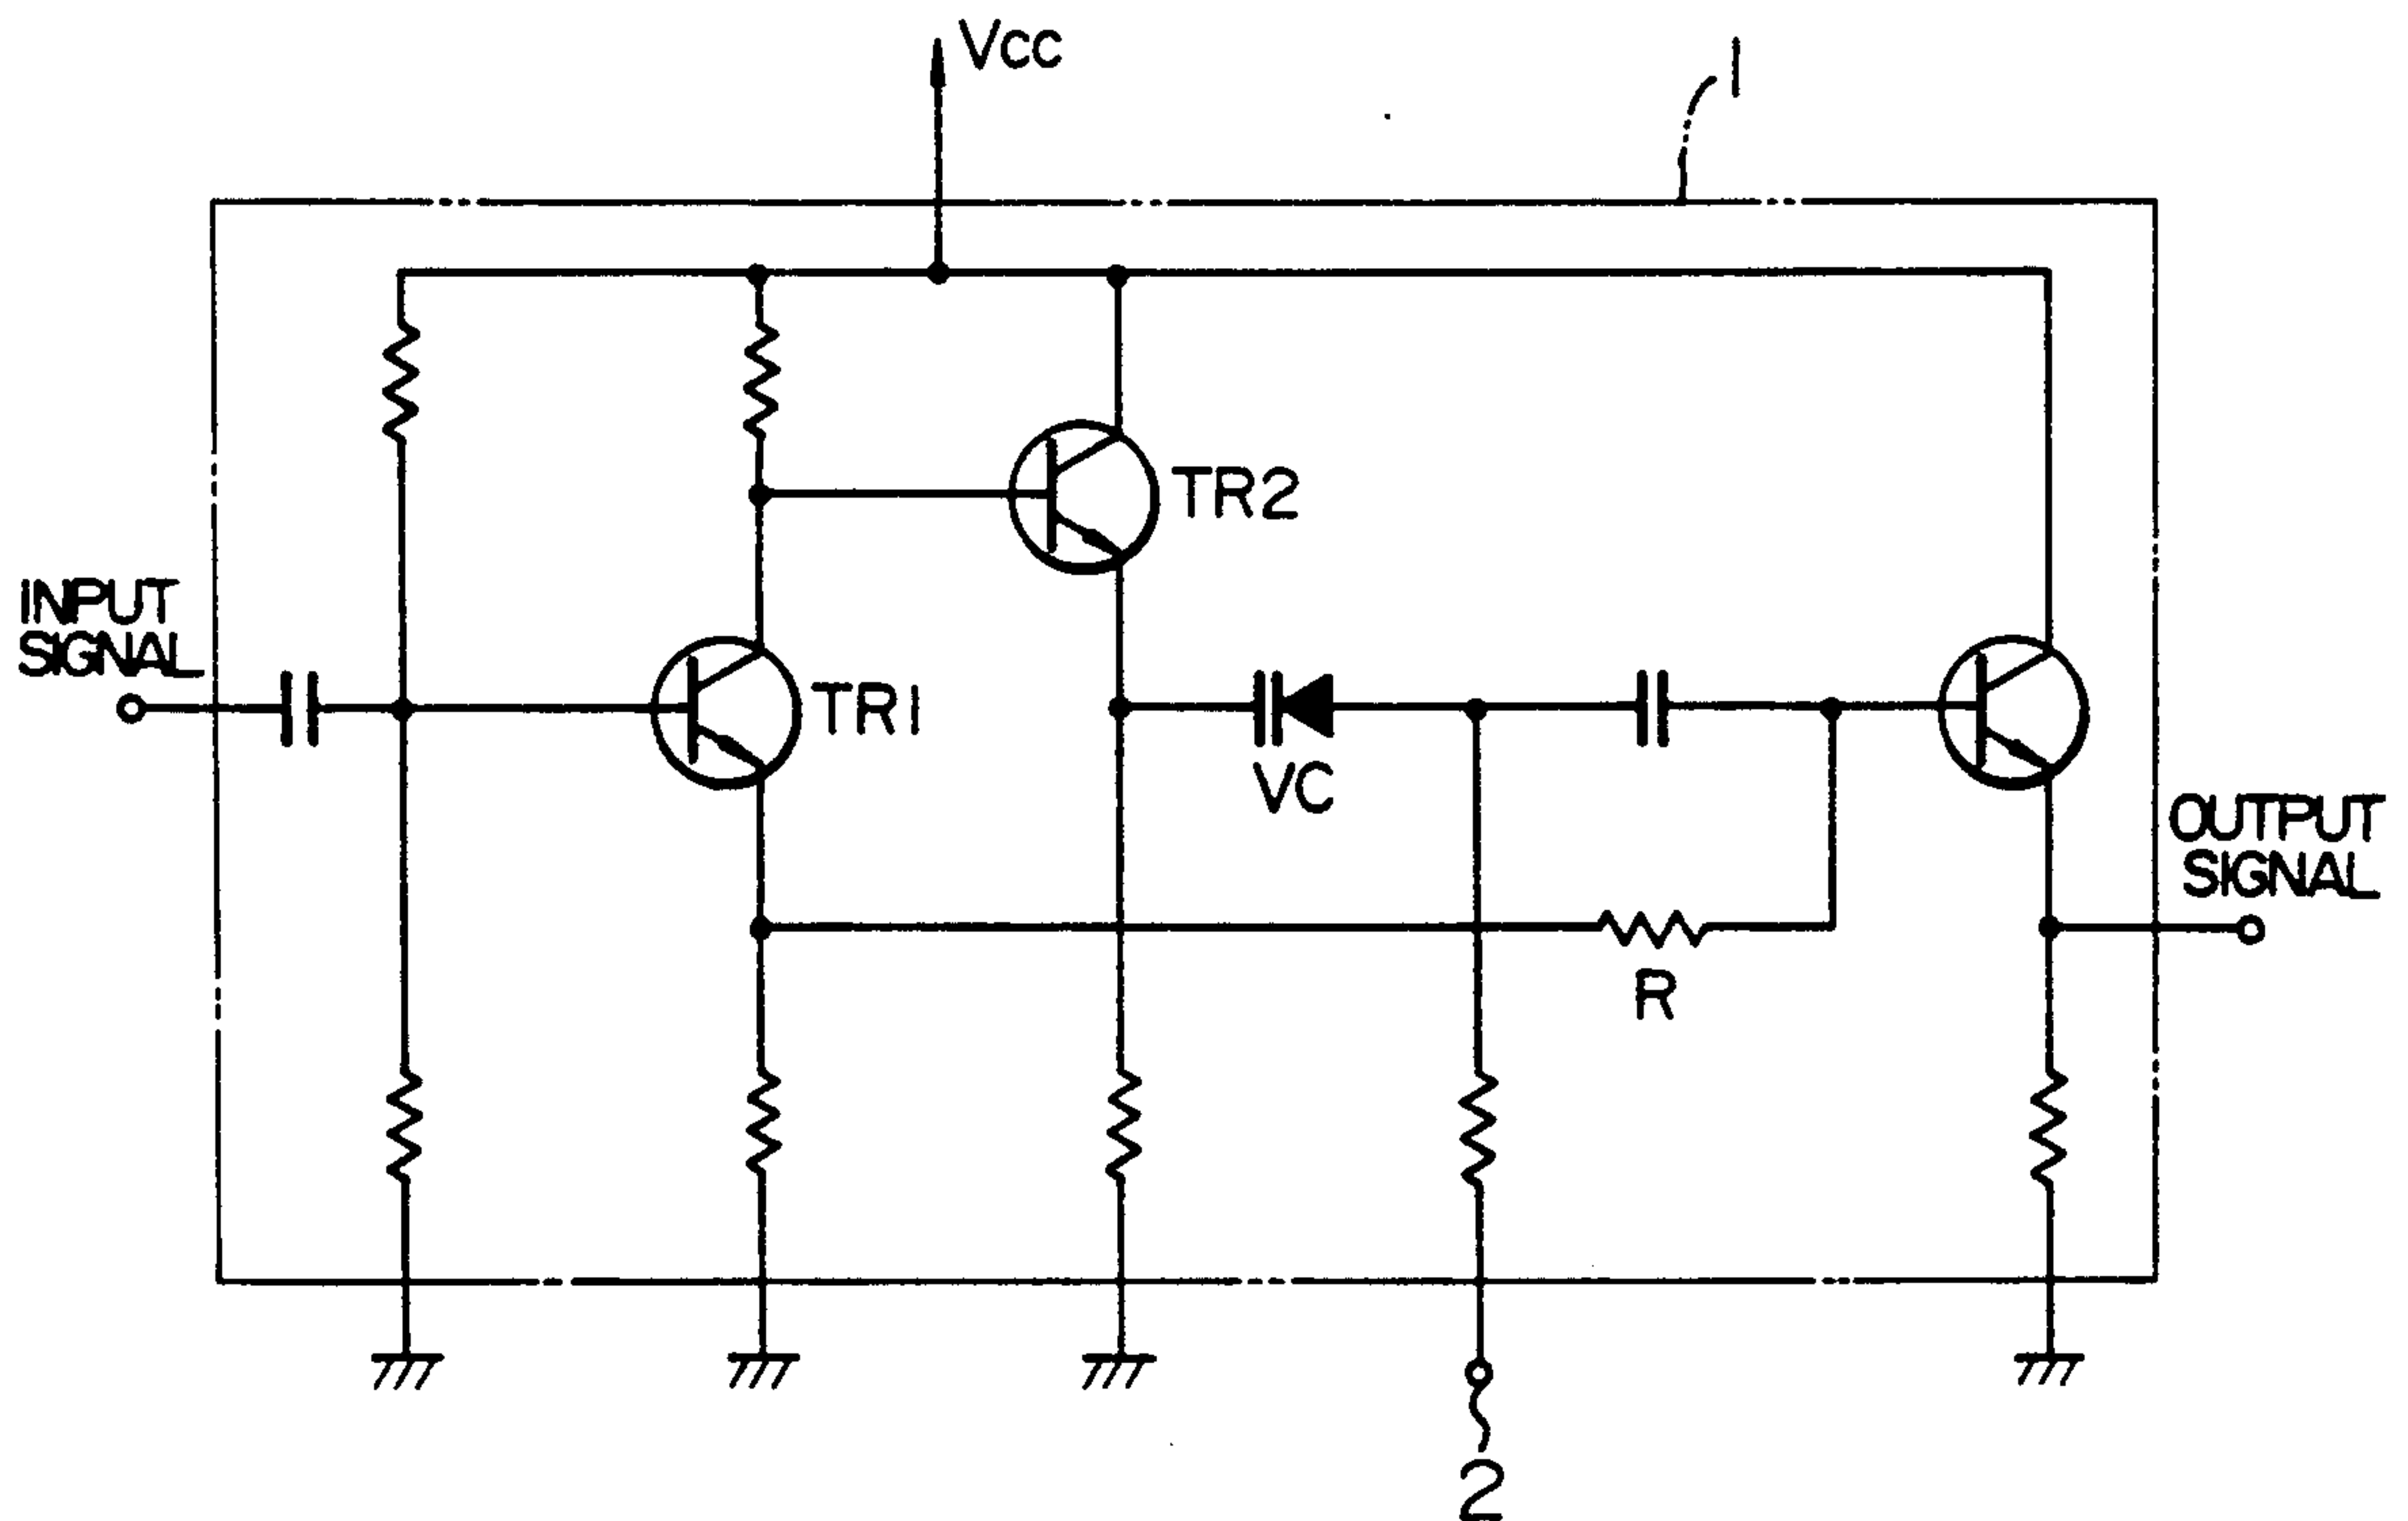 Vcc
1
TR2
INPUT
SIGNAL
TR1
VC
OUTPUT
SIGNAL
R
2